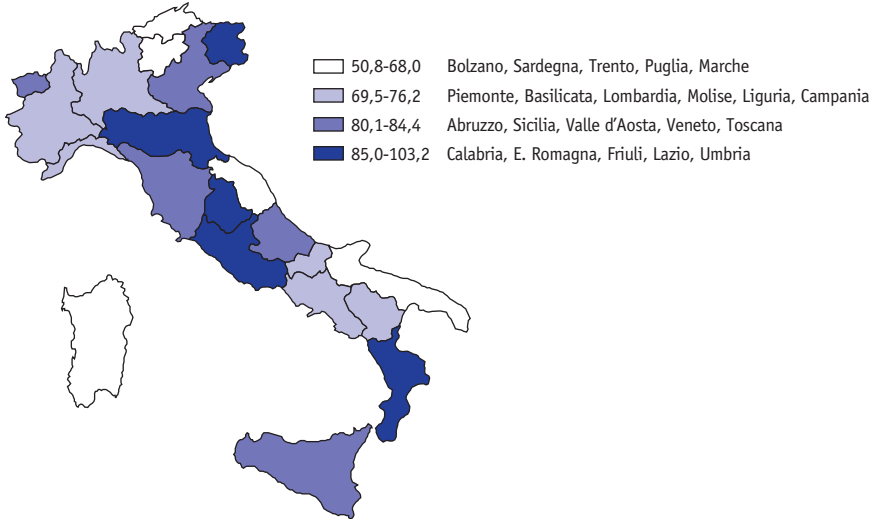 50,8-68,0 Bolzano, Sardegna, Trento, Puglia, Marche
69,5-76,2 Piemonte, Basilicata, Lombardia, Molise, Liguria, Campania
80,1-84,4 Abruzzo, Sicilia, Valle d'Aosta, Veneto, Toscana
85,0-103,2 Calabria, E. Romagna, Friuli, Lazio, Umbria